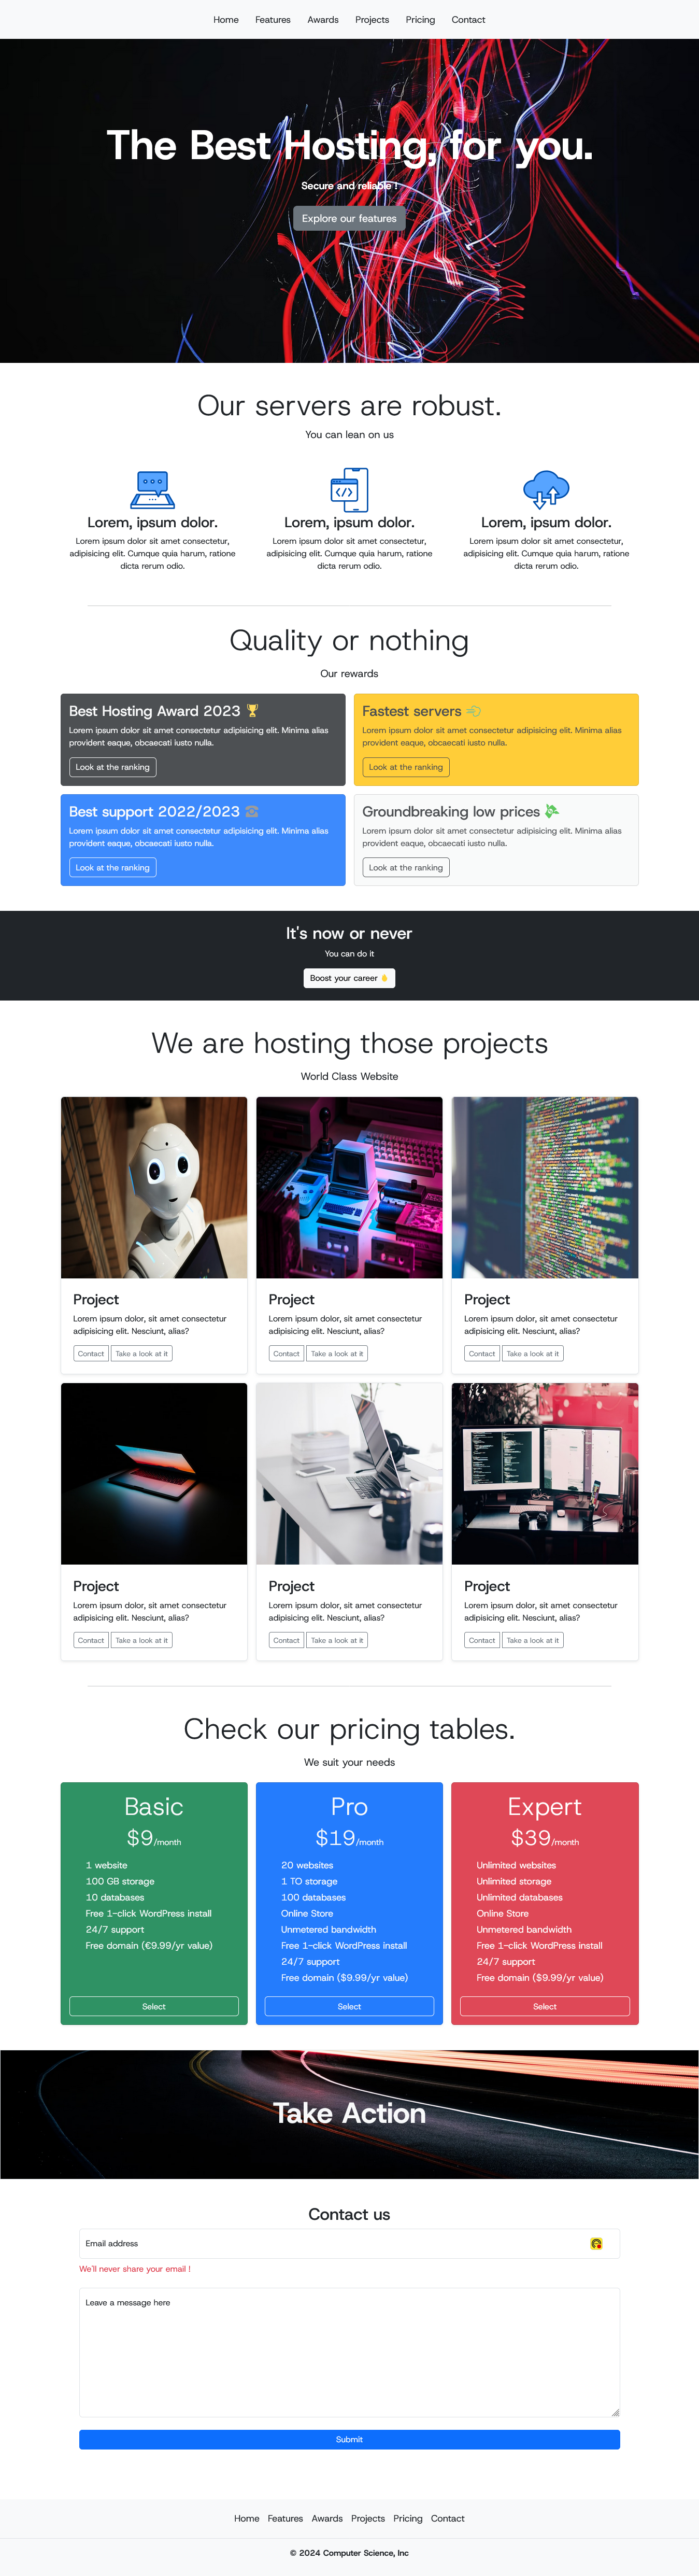 Home Features Awards Projects Pricing Contact
The Best Hosting, for you.
Secure and reliable !
Explore our features
Our servers are robust.
You can lean on us
Lorem, ipsum dolor.
Lorem ipsum dolor sit amet consectetur,
adipisicing elit. Cumque quia harum, ratione
dicta rerum odio.
Lorem, ipsum dolor.
Lorem ipsum dolor sit amet consectetur,
adipisicing elit. Cumque quia harum, ratione
dicta rerum odio.
Lorem, ipsum dolor.
Lorem ipsum dolor sit amet consectetur,
adipisicing elit. Cumque quia harum, ratione
dicta rerum odio.
Quality or nothing
Our rewards
Best Hosting Award 2023
Lorem ipsum dolor sit amet consectetur adipisicing elit. Minima alias
provident eaque, obcaecati iusto nulla.
Look at the ranking
Fastest servers
Lorem ipsum dolor sit amet consectetur adipisicing elit. Minima alias
provident eaque, obcaecati iusto nulla.
Look at the ranking
Best support 2022/2023
Lorem ipsum dolor sit amet consectetur adipisicing elit. Minima alias
provident eaque, obcaecati iusto nulla.
Look at the ranking
Groundbreaking low prices
Lorem ipsum dolor sit amet consectetur adipisicing elit. Minima alias
provident eaque, obcaecati iusto nulla.
Look at the ranking
It's now or never
You can do it
Boost your career
We are hosting those projects
World Class Website
Project
Lorem ipsum dolor, sit amet consectetur
adipisicing elit. Nesciunt, alias?
Contact Take a look at it
Project
Lorem ipsum dolor, sit amet consectetur
adipisicing elit. Nesciunt, alias?
Contact Take a look at it
Project
Lorem ipsum dolor, sit amet consectetur
adipisicing elit. Nesciunt, alias?
Contact Take a look at it
Project
Lorem ipsum dolor, sit amet consectetur
adipisicing elit. Nesciunt, alias?
Contact Take a look at it
Project
Lorem ipsum dolor, sit amet consectetur
adipisicing elit. Nesciunt, alias?
Contact Take a look at it
Project
Lorem ipsum dolor, sit amet consectetur
adipisicing elit. Nesciunt, alias?
Contact Take a look at it
Check our pricing tables.
We suit your needs
Basic
$9/month
1 website
100 GB storage
10 databases
Free 1-click WordPress install
24/7 support
Free domain (€9.99/yr value)
Select
Pro
$19/month
20 websites
1 TO storage
100 databases
Online Store
Unmetered bandwidth
Free 1-click WordPress install
24/7 support
Free domain ($9.99/yr value)
Select
Expert
$39/month
Unlimited websites
Unlimited storage
Unlimited databases
Online Store
Unmetered bandwidth
Free 1-click WordPress install
24/7 support
Free domain ($9.99/yr value)
Select
Take Action
Contact us
Email address
We'll never share your email !
Leave a message here
Submit
Home Features Awards Projects Pricing Contact
© 2024 Computer Science, Inc